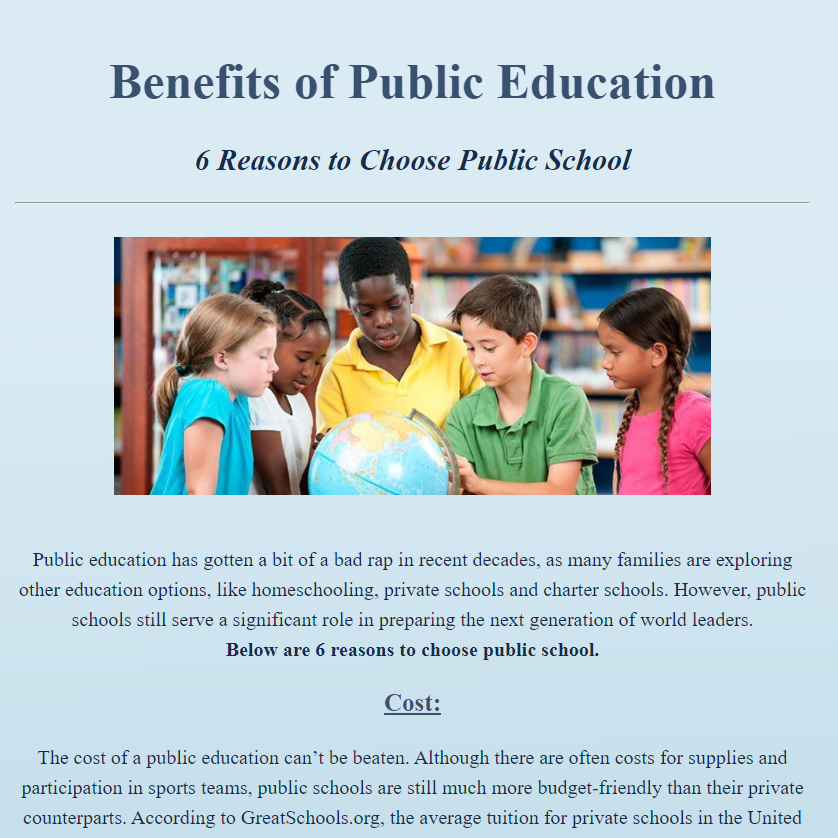 Benefits of Public Education
6 Reasons to Choose Public School
Public education has gotten a bit of a bad rap in recent decades, as many families are exploring
other education options, like homeschooling, private schools and charter schools. However, public
schools still serve a significant role in preparing the next generation of world leaders.
Below are 6 reasons to choose public school.
Cost:
The cost of a public education can’t be beaten. Although there are often costs for supplies and
participation in sports teams, public schools are still much more budget-friendly than their private
counterparts. According to GreatSchools.org, the average tuition for private schools in the United